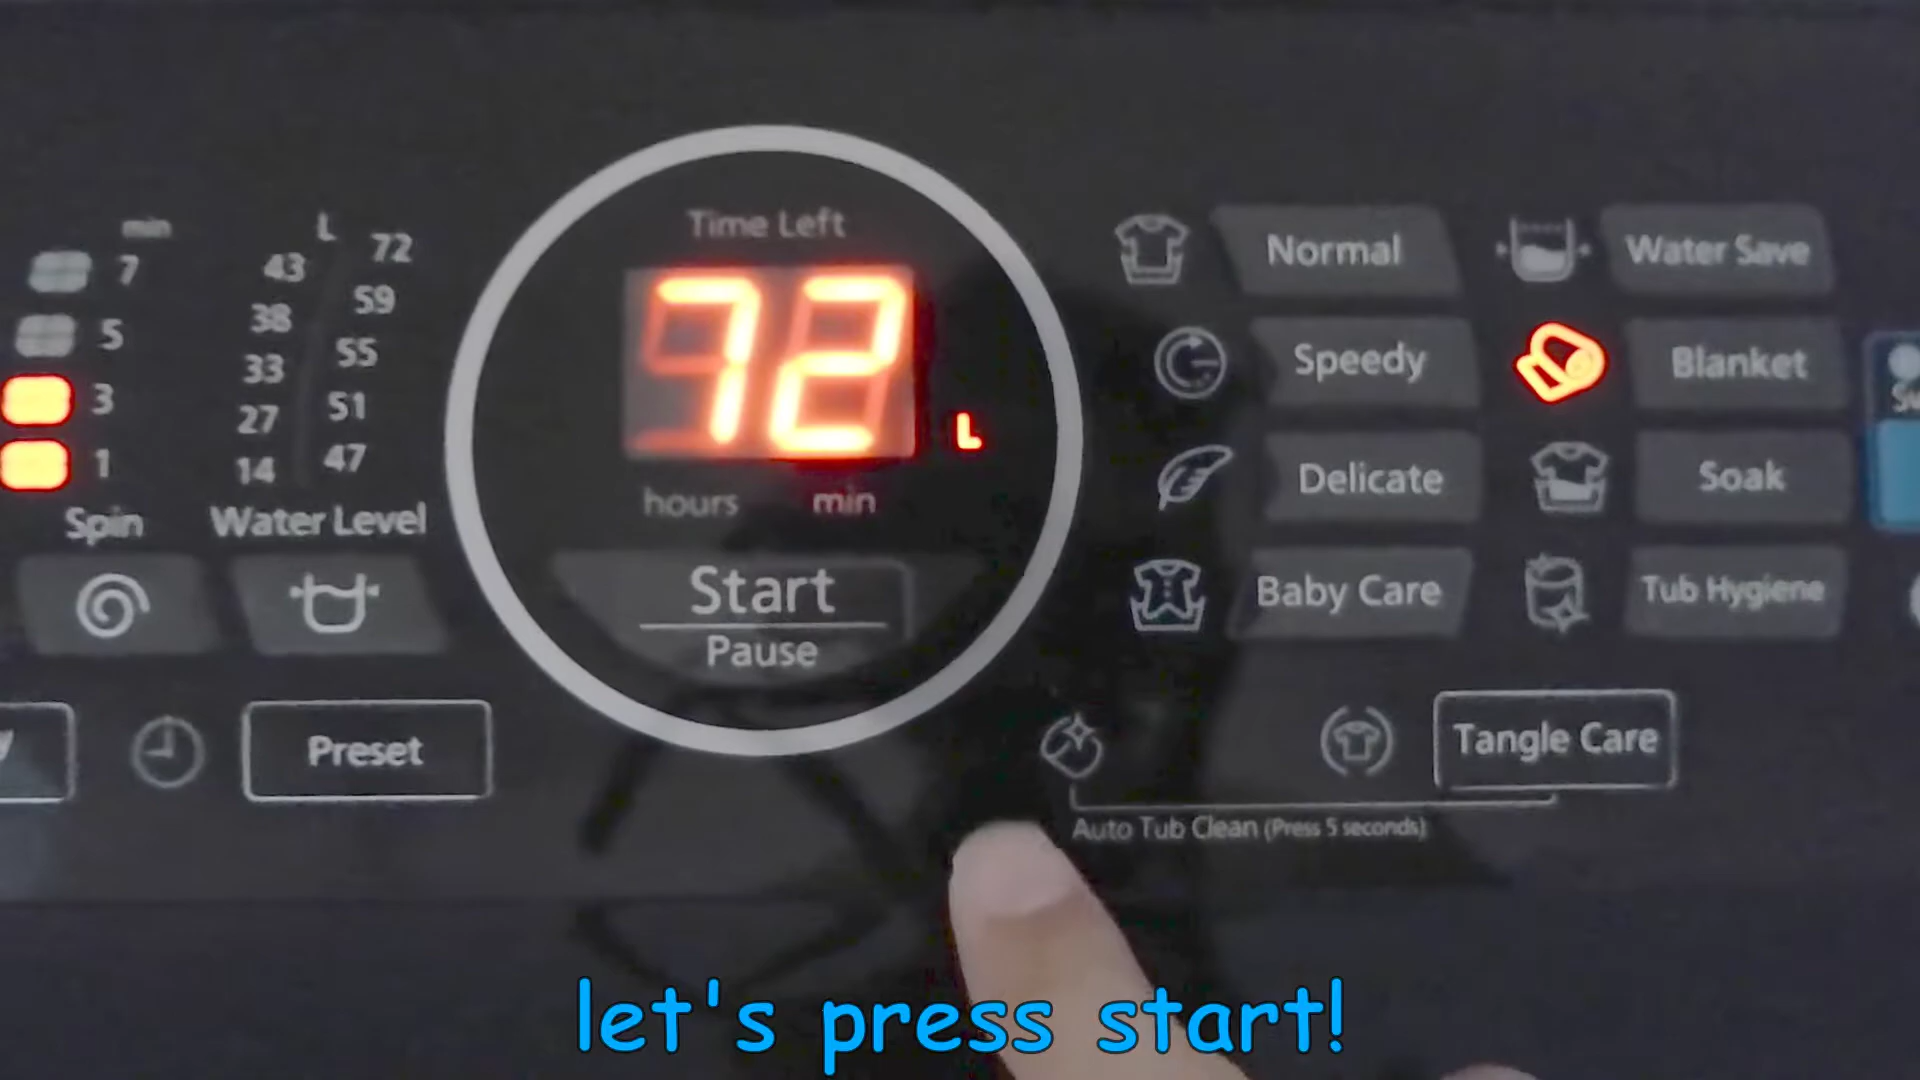 min
7
5
3
1
Spin
L
43
72
38
59
33
55
27
51
14
47
Water Level
Time Left
72
L
hours
min
Start
Pause
Preset
Normal
Water Save
Speedy
Blanket
Delicate
Soak
Baby Care
Tub Hygiene
Tangle Care
Auto Tub Clean (Press 5 seconds)
let's press start!